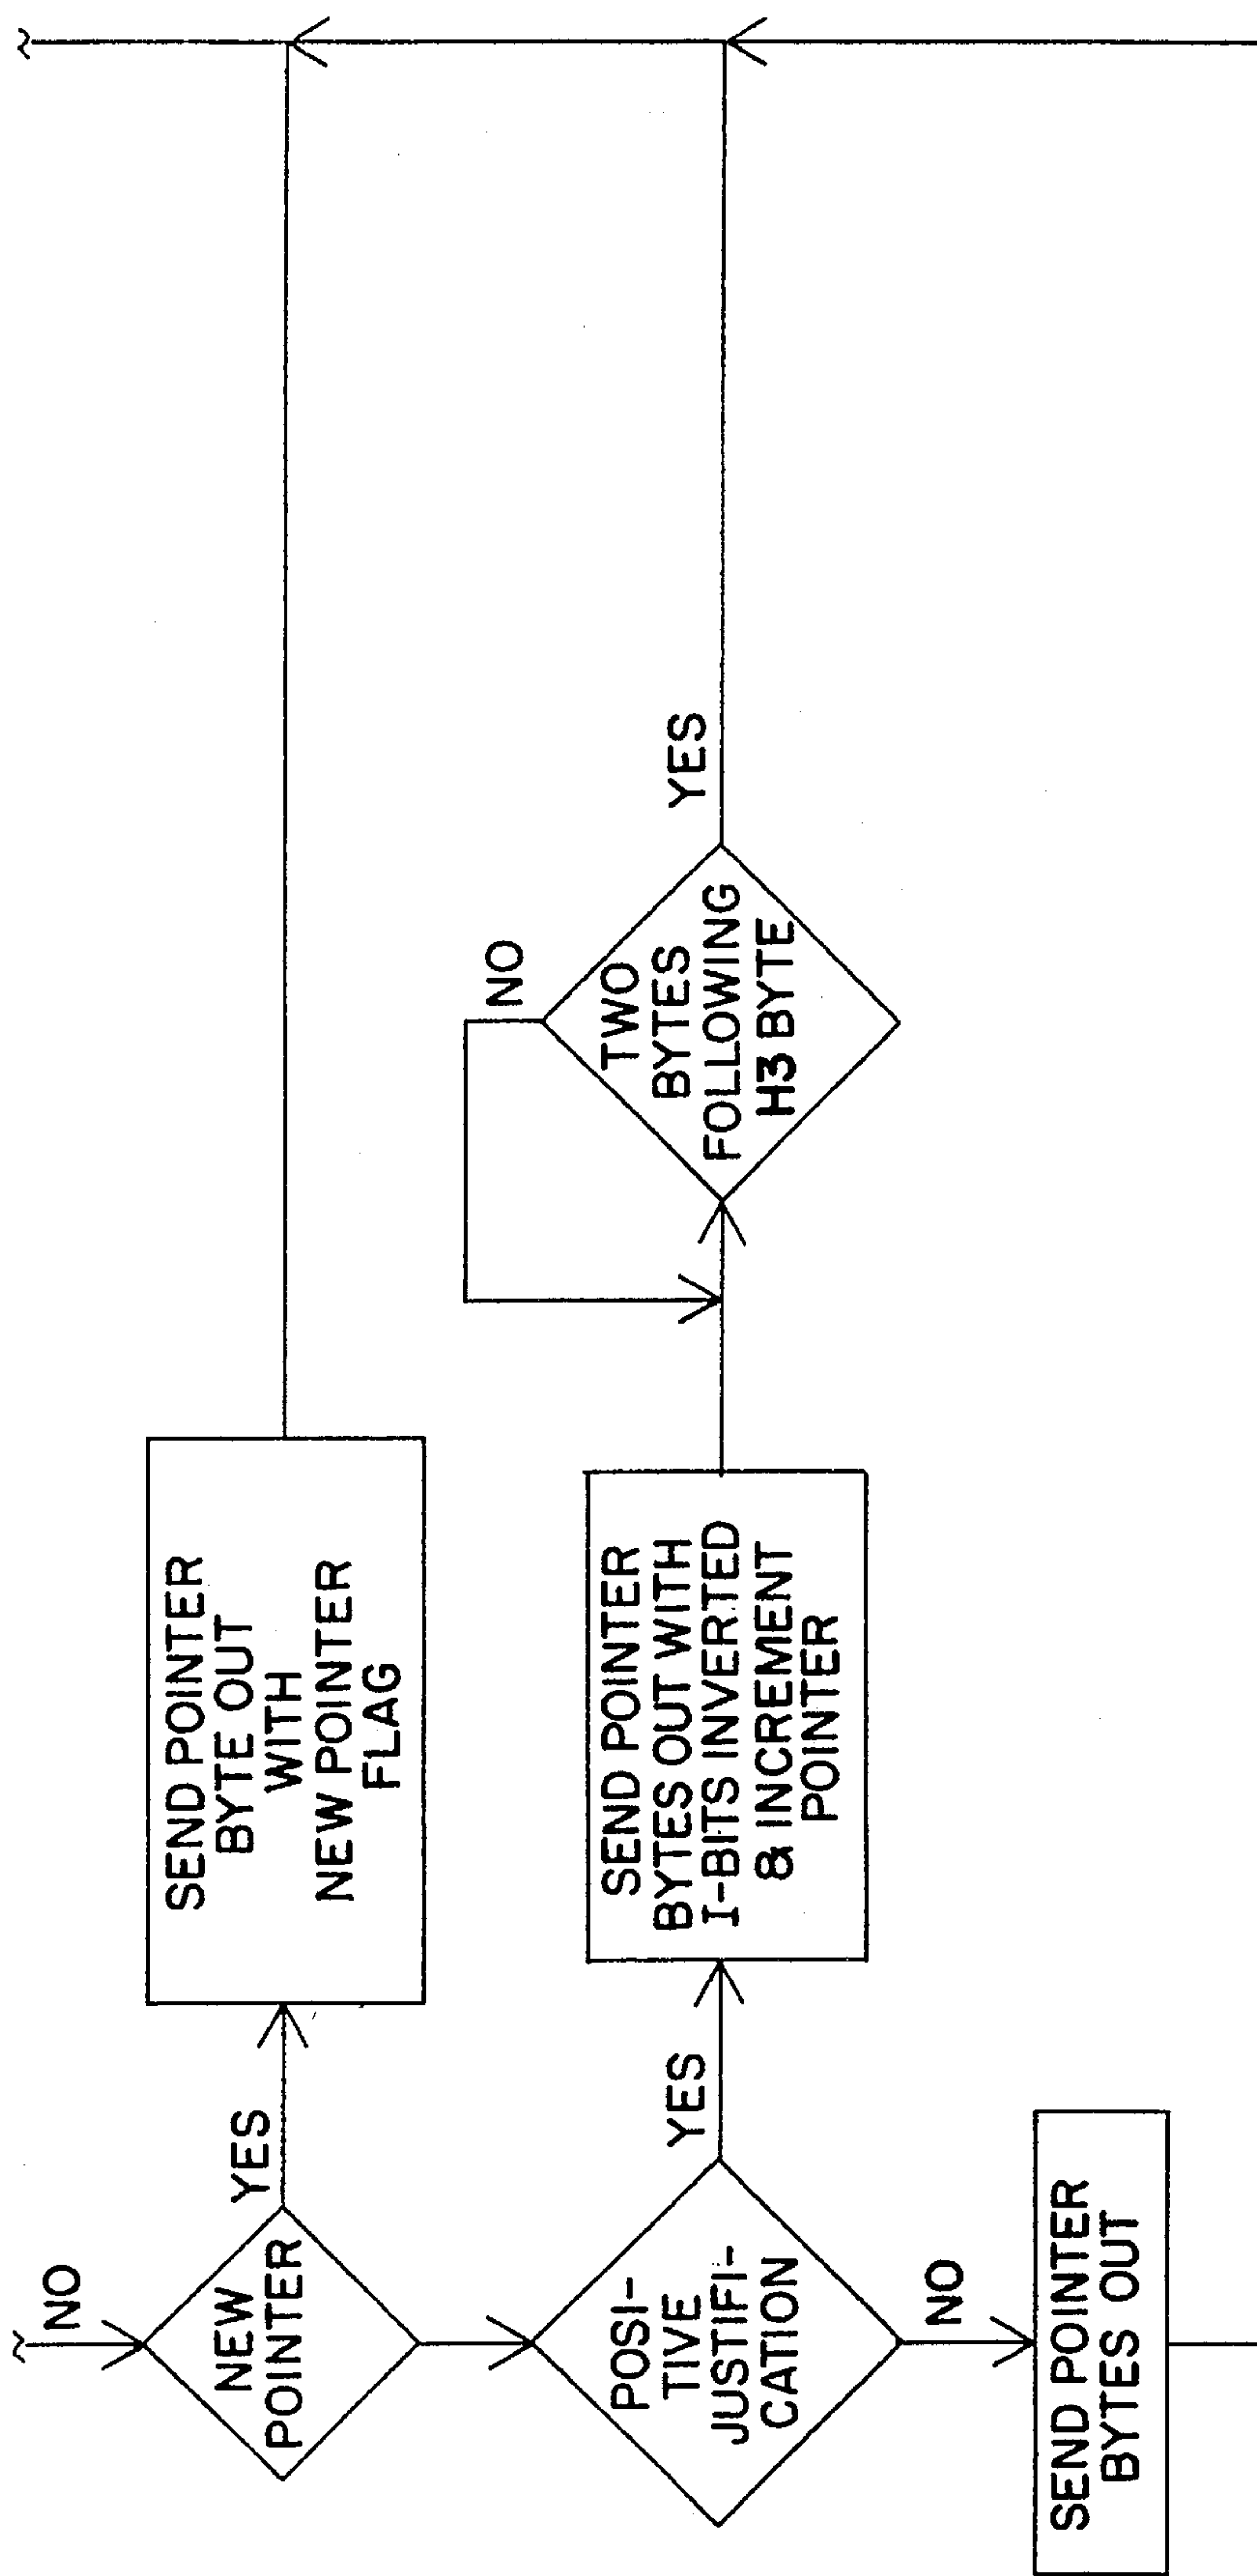 NO
NEW
POINTER
YES
SEND POINTER
BYTE OUT
WITH
NEW POINTER
FLAG
POSI-
TIVE
JUSTIFI-
CATION
YES
SEND POINTER
BYTES OUT WITH
I-BITS INVERTED
& INCREMENT
POINTER
NO
TWO
BYTES
FOLLOWING
H3 BYTE
YES
NO
SEND POINTER
BYTES OUT